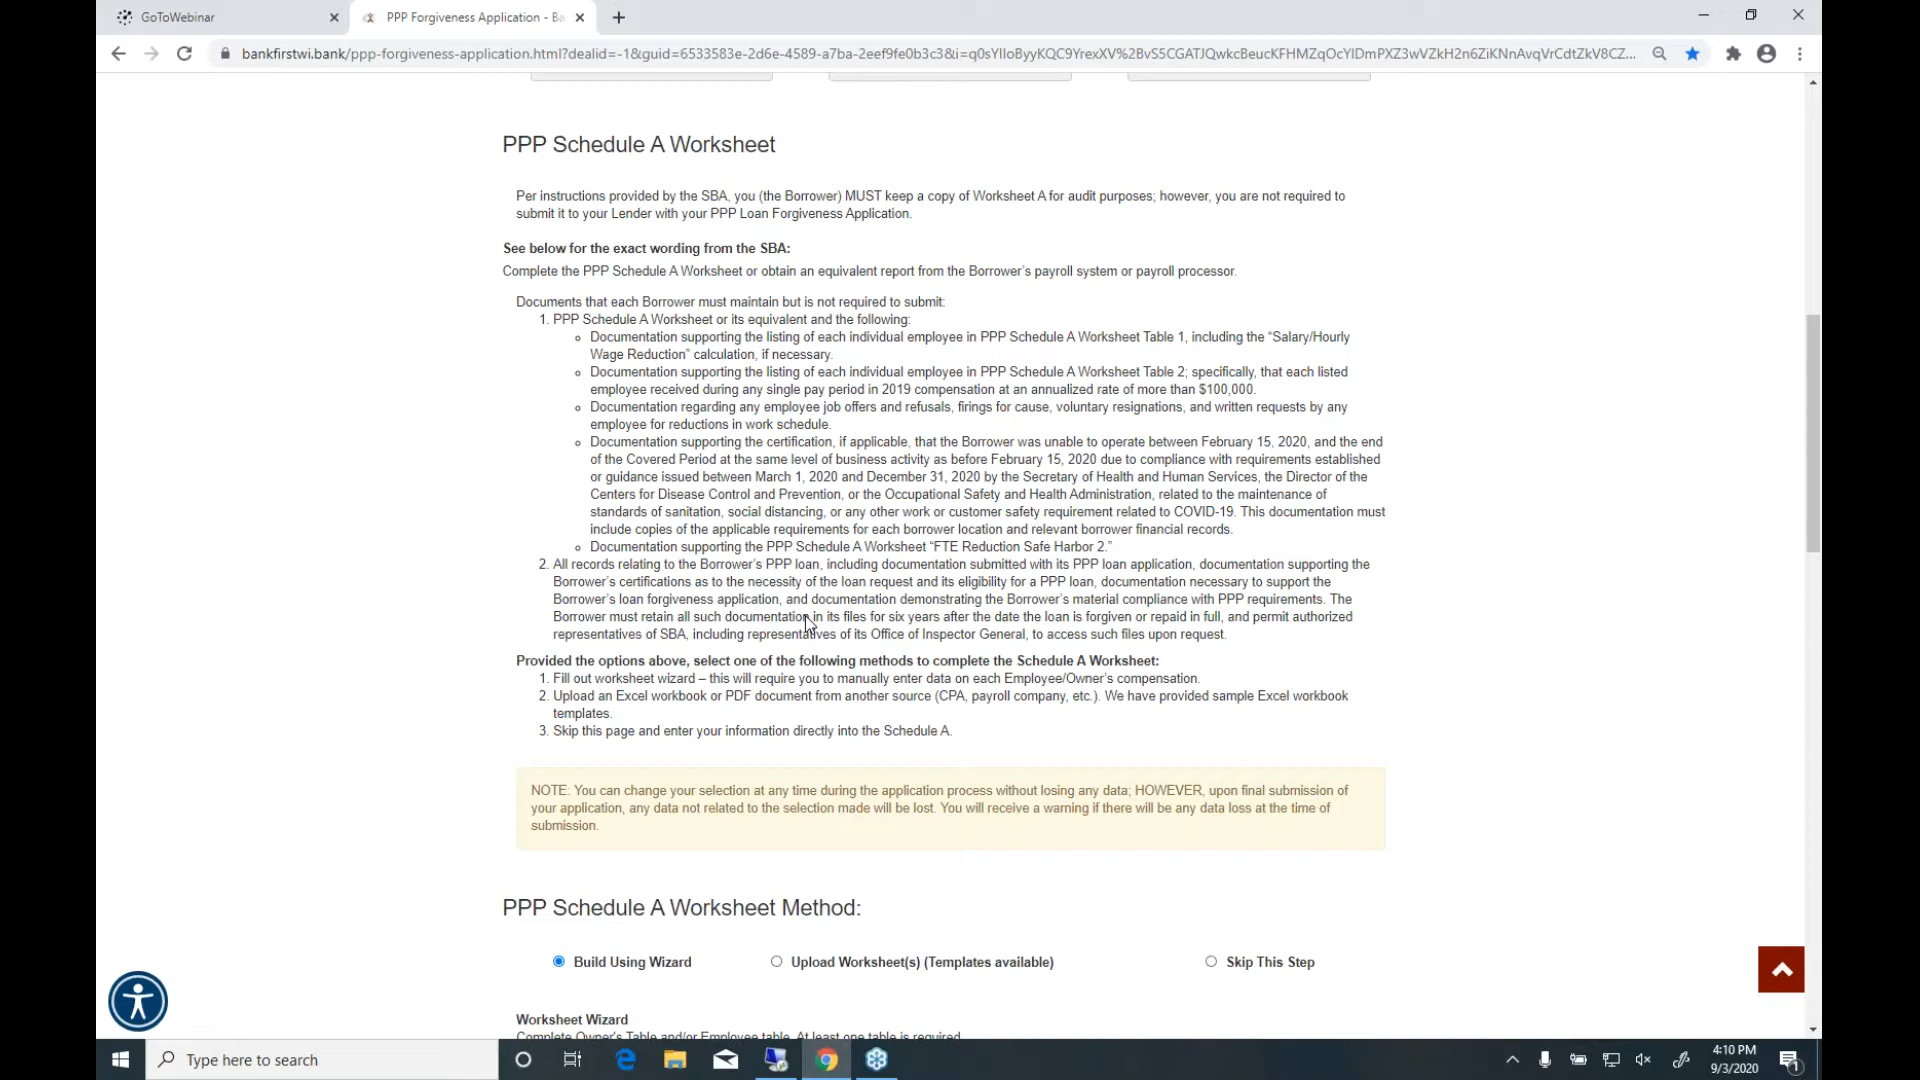 GoToWebinar
PPP Forgiveness Application - Ba
bankfirstwi.bank/ppp-forgiveness-application.html?dealid=-1&guid=6533583e-2d6e-4589-a7ba-2eef9fe0b3c3&i=q0sYIIoByyKQC9YrexXV%2BvS5CGATJQwkcBeucKFHMZqOcYlDmPXZ3wVZkH2n6ZiKNnAvqVrCdtZkV8CZ...
PPP Schedule A Worksheet
Per instructions provided by the SBA, you (the Borrower) MUST keep a copy of Worksheet A for audit purposes; however, you are not required to
submit it to your Lender with your PPP Loan Forgiveness Application.
See below for the exact wording from the SBA:
Complete the PPP Schedule A Worksheet or obtain an equivalent report from the Borrower's payroll system or payroll processor.
Documents that each Borrower must maintain but is not required to submit:
1. PPP Schedule A Worksheet or its equivalent and the following:
Documentation supporting the listing of each individual employee in PPP Schedule A Worksheet Table 1, including the “Salary/Hourly
Wage Reduction” calculation, if necessary.
Documentation supporting the listing of each individual employee in PPP Schedule A Worksheet Table 2; specifically, that each listed
employee received during any single pay period in 2019 compensation at an annualized rate of more than $100,000.
Documentation regarding any employee job offers and refusals, firings for cause, voluntary resignations, and written requests by any
employee for reductions in work schedule.
Documentation supporting the certification, if applicable, that the Borrower was unable to operate between February 15, 2020, and the end
of the Covered Period at the same level of business activity as before February 15, 2020 due to compliance with requirements established
or guidance issued between March 1, 2020 and December 31, 2020 by the Secretary of Health and Human Services, the Director of the
Centers for Disease Control and Prevention, or the Occupational Safety and Health Administration, related to the maintenance of
standards of sanitation, social distancing, or any other work or customer safety requirement related to COVID-19. This documentation must
include copies of the applicable requirements for each borrower location and relevant borrower financial records.
Documentation supporting the PPP Schedule A Worksheet “FTE Reduction Safe Harbor 2.”
2. All records relating to the Borrower's PPP loan, including documentation submitted with its PPP loan application, documentation supporting the
Borrower's certifications as to the necessity of the loan request and its eligibility for a PPP loan, documentation necessary to support the
Borrower's loan forgiveness application, and documentation demonstrating the Borrower's material compliance with PPP requirements. The
Borrower must retain all such documentation in its files for six years after the date the loan is forgiven or repaid in full, and permit authorized
representatives of SBA, including representatives of its Office of Inspector General, to access such files upon request.
Provided the options above, select one of the following methods to complete the Schedule A Worksheet:
1. Fill out worksheet wizard – this will require you to manually enter data on each Employee/Owner's compensation.
2. Upload an Excel workbook or PDF document from another source (CPA, payroll company, etc.). We have provided sample Excel workbook
templates.
3. Skip this page and enter your information directly into the Schedule A.
NOTE: You can change your selection at any time during the application process without losing any data; HOWEVER, upon final submission of
your application, any data not related to the selection made will be lost. You will receive a warning if there will be any data loss at the time of
submission.
PPP Schedule A Worksheet Method:
Build Using Wizard Upload Worksheet(s) (Templates available) Skip This Step
Worksheet Wizard
Complete Owner's Table and/or Employee table. At least one table is required
Type here to search
4:10 PM
9/3/2020
1